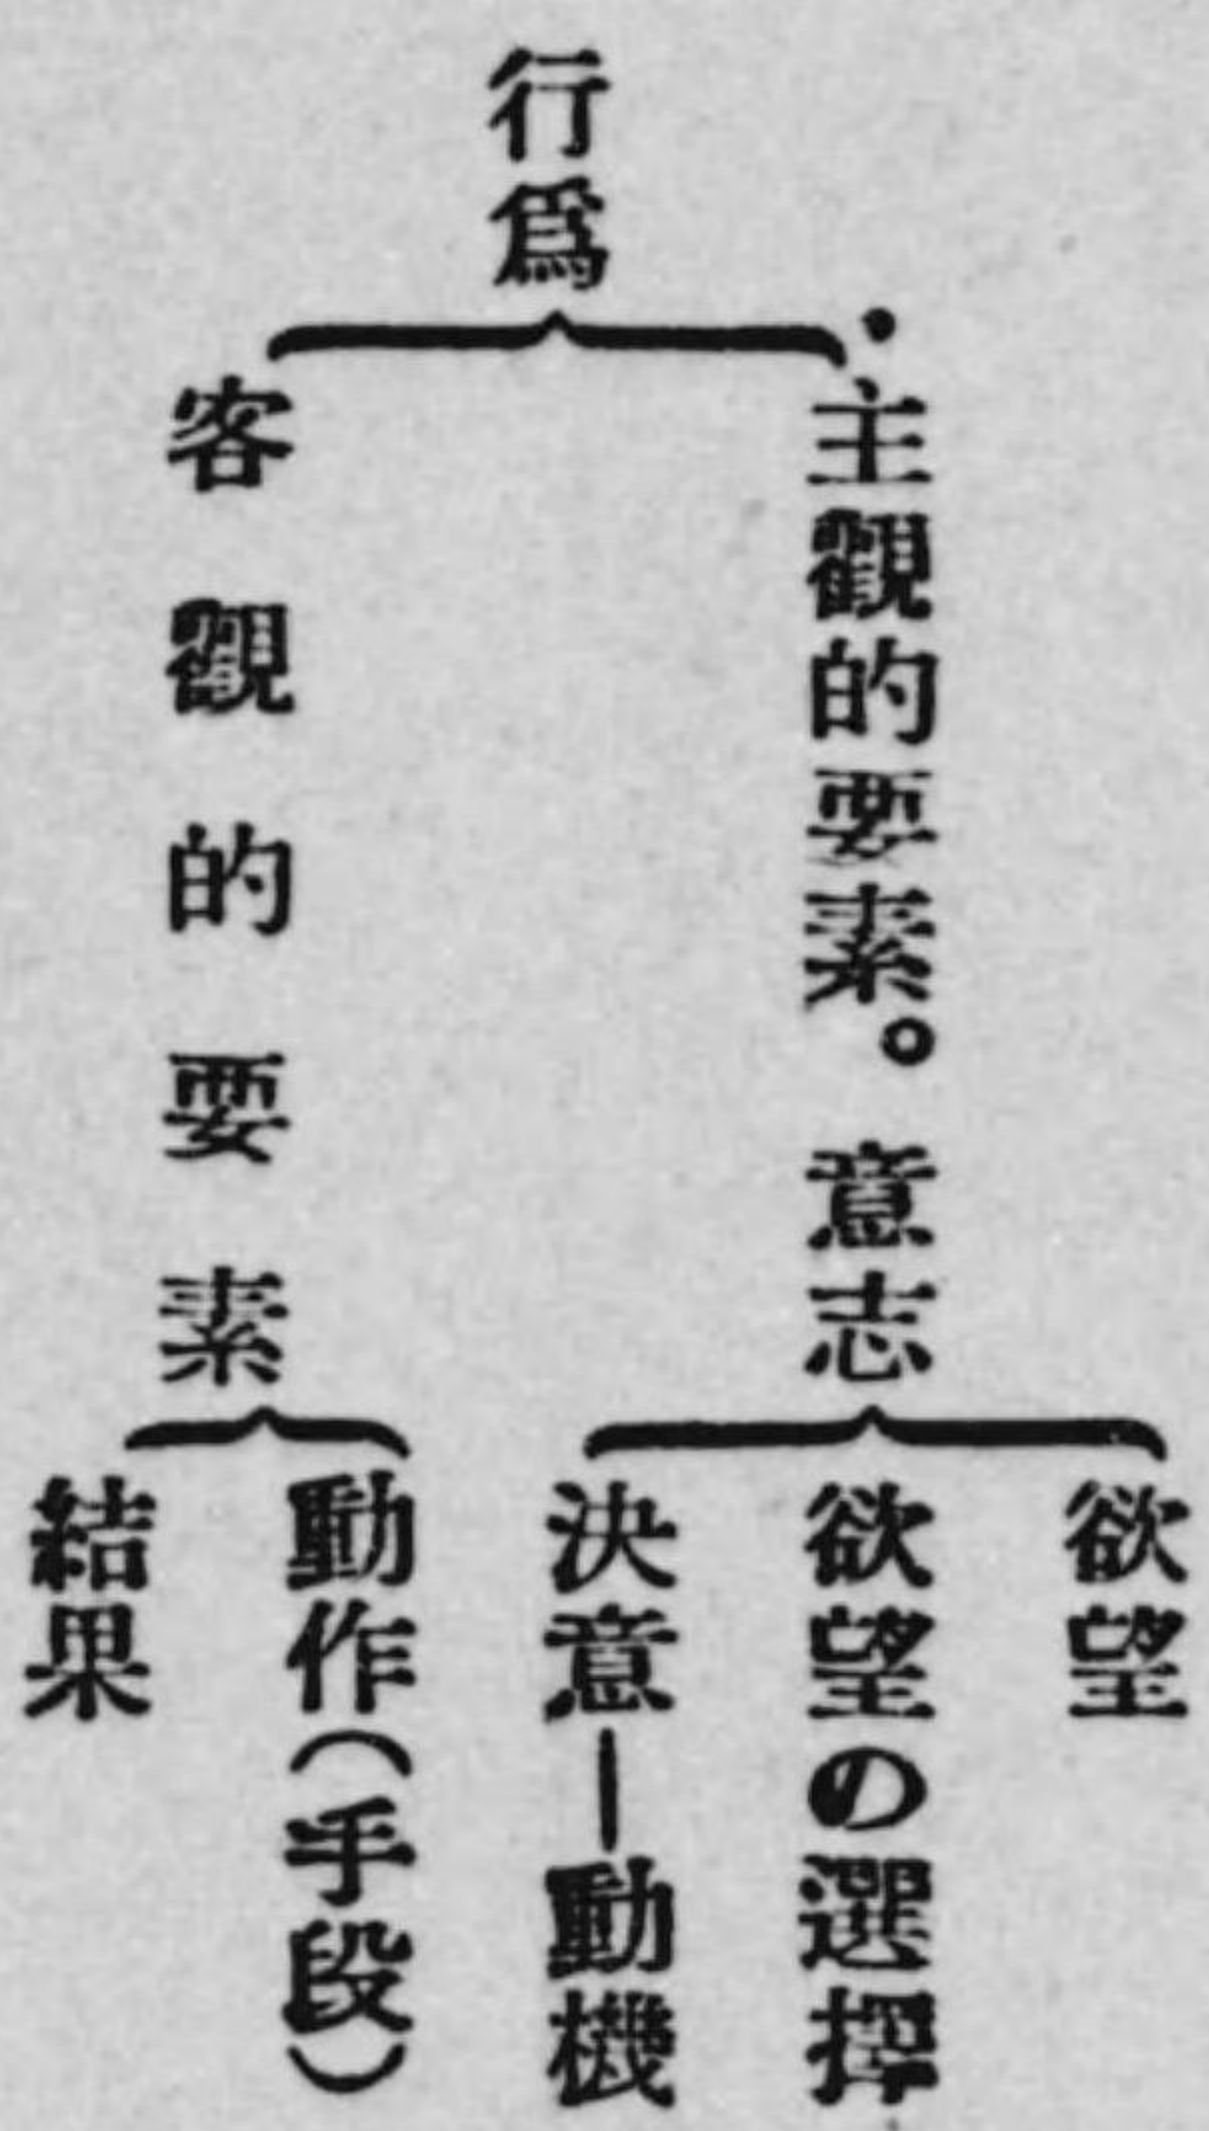 行爲
主觀的要素。意志
欲望
欲望の選擇
決意―動機
客觀的要素
動作(手段)
結果